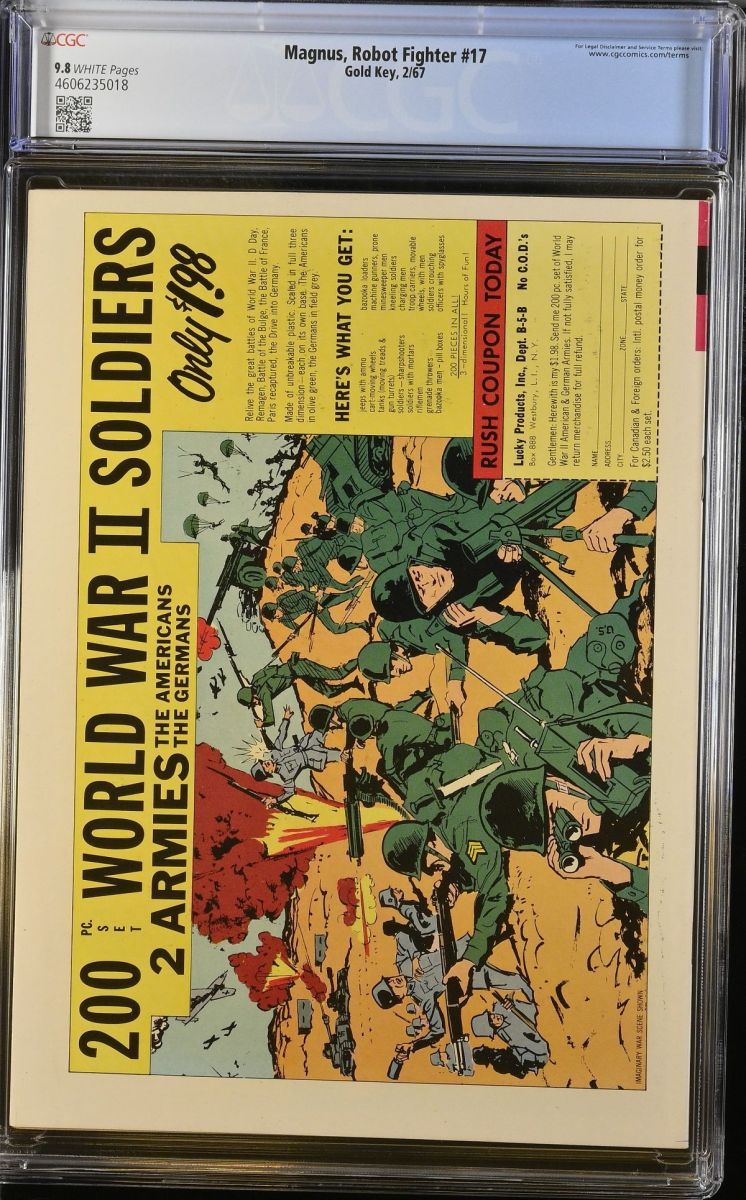 CGC
9.8 WHITE Pages
4606235018
Magnus, Robot Fighter #17
Gold Key, 2/67
For Legal Disclaimer and Service Terms please visit:
www.cgccomics.com/terms
200 PC. SET WORLD WAR II SOLDIERS
2 ARMIES THE AMERICANS
THE GERMANS
Only $1.98
Relive the great battles of World War II. D Day,
Remagen, Battle of the Bulge, the Battle of France,
Paris recaptured, the Drive into Germany.
Made of unbreakable plastic. Scaled in full three
dimension—each on its own base. The Americans
in olive green, the Germans in field grey.
HERE'S WHAT YOU GET:
jeeps with ammo
cart-moving wheels
tanks (moving treads &
gun turrets)
soldiers—sharpshooters
soldiers with mortars
riflemen
grenade throwers
bazooka men - pill boxes
bazooka loaders
machine gunners, prone
minesweeper men
kneeling soldiers
charging men
troop carriers, movable
wheels, with men
soldiers crouching
officers with spyglasses
200 PIECES IN ALL!
3-dimensional! Hours of Fun!
RUSH COUPON TODAY
Lucky Products, Inc., Dept. B-5-B No C.O.D.'s
Box 888 Westbury, L.I., N.Y.
Gentlemen: Herewith is my $1.98. Send me 200 pc. set of World
War II American & German Armies. If not fully satisfied, I may
return merchandise for full refund.
NAME
ADDRESS
CITY ZONE STATE
For Canadian & Foreign orders: Intl. postal money order for
$2.50 each set.
U.S.
IMAGINARY WAR SCENE SHOWN